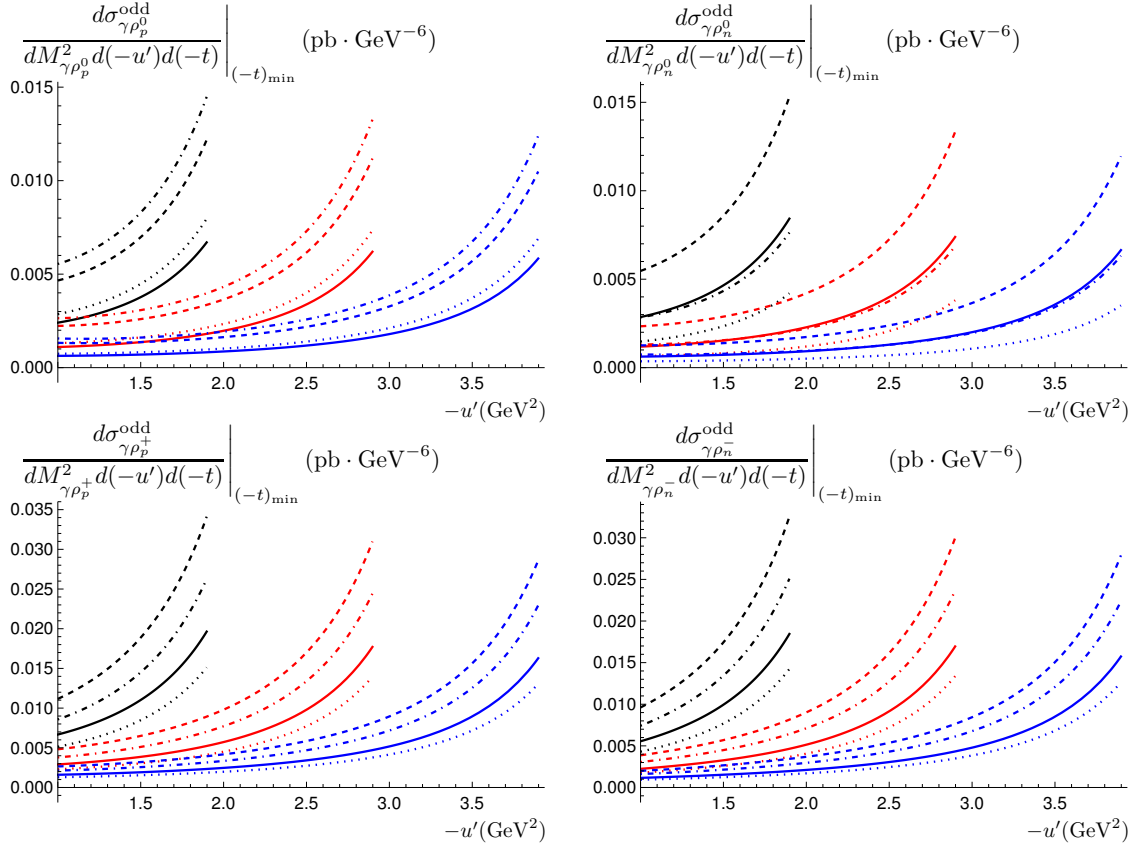 dσ^odd_{γρ^0_p} / dM^2_{γρ^0_p} d(−u′)d(−t) |_{(−t)min} (pb · GeV^−6)
0.015
0.010
0.005
0.000
1.5 2.0 2.5 3.0 3.5
−u′(GeV^2)
dσ^odd_{γρ^0_n} / dM^2_{γρ^0_n} d(−u′)d(−t) |_{(−t)min} (pb · GeV^−6)
0.015
0.010
0.005
0.000
1.5 2.0 2.5 3.0 3.5
−u′(GeV^2)
dσ^odd_{γρ^+_p} / dM^2_{γρ^+_p} d(−u′)d(−t) |_{(−t)min} (pb · GeV^−6)
0.035
0.030
0.025
0.020
0.015
0.010
0.005
0.000
1.5 2.0 2.5 3.0 3.5
−u′(GeV^2)
dσ^odd_{γρ^−_n} / dM^2_{γρ^−_n} d(−u′)d(−t) |_{(−t)min} (pb · GeV^−6)
0.030
0.025
0.020
0.015
0.010
0.005
0.000
1.5 2.0 2.5 3.0 3.5
−u′(GeV^2)